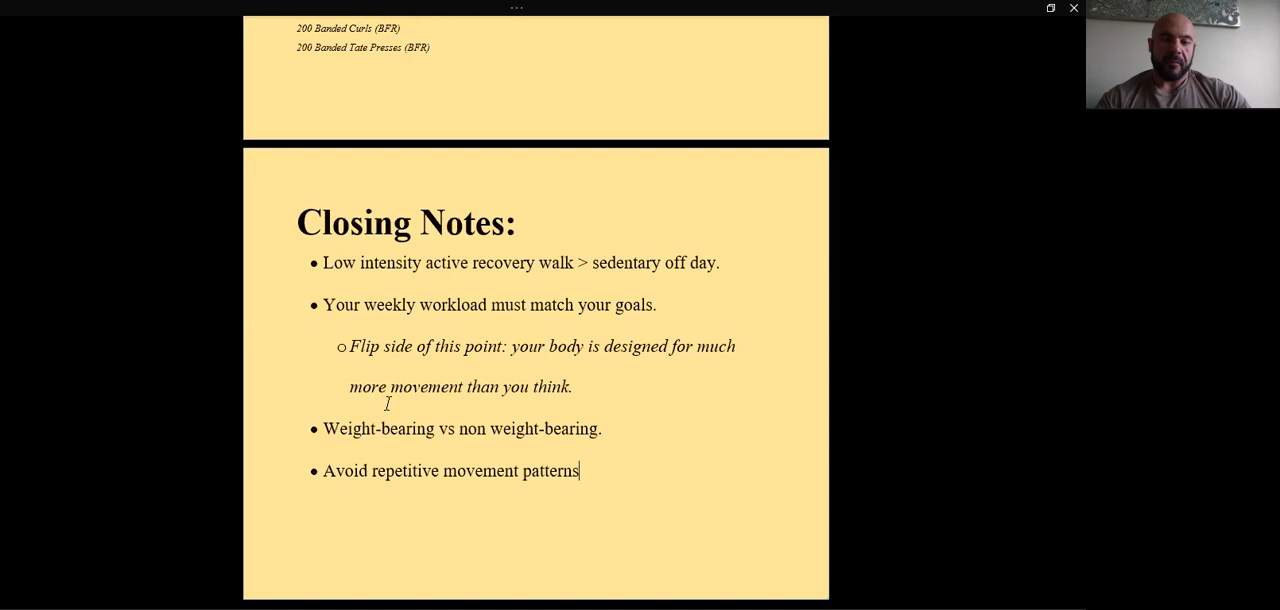 200 Banded Curls (BFR)
200 Banded Tate Presses (BFR)
Closing Notes:
• Low intensity active recovery walk > sedentary off day.
• Your weekly workload must match your goals.
○ Flip side of this point: your body is designed for much
more movement than you think.
• Weight-bearing vs non weight-bearing.
• Avoid repetitive movement patterns